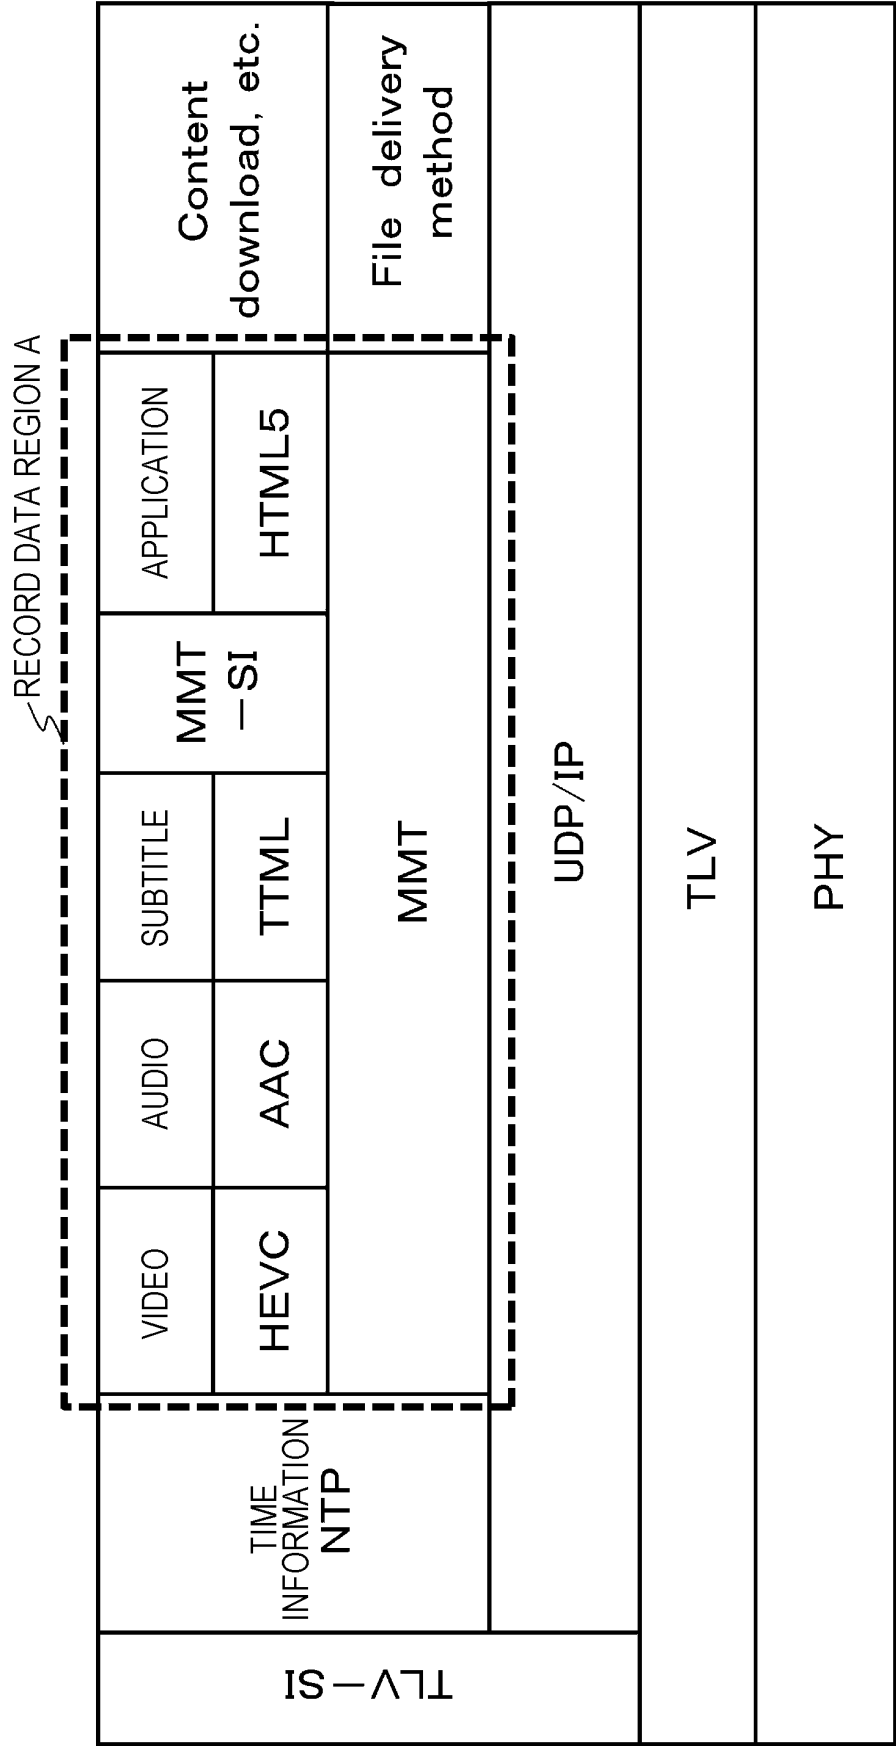 RECORD DATA REGION A
TLV-SI
TIME
INFORMATION
NTP
VIDEO
AUDIO
SUBTITLE
MMT
-SI
APPLICATION
HEVC
AAC
TTML
HTML5
Content
download, etc.
MMT
File delivery
method
UDP/IP
TLV
PHY